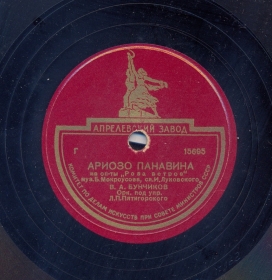 АПРЕЛЕВСКИЙ ЗАВОД
Г 15695
АРИОЗО ПАНАВИНА
из оп-ты „Роза ветров"
муз.Б.Мокроусова, сл.И.Луковского,
В. А. БУНЧИКОВ
Орк. под упр.
Л.П.Пятигорского
КОМИТЕТ ПО ДЕЛАМ ИСКУССТВ ПРИ СОВЕТЕ МИНИСТРОВ СССР